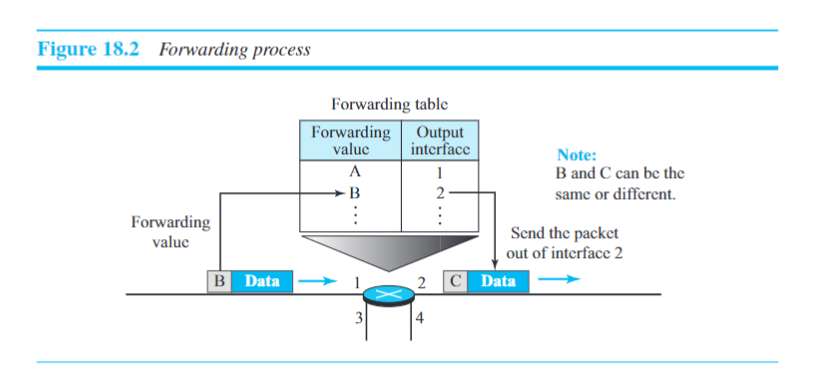 Figure 18.2 Forwarding process
Forwarding table
Forwarding value
Output interface
A 1
B 2
⋮ ⋮
Note:
B and C can be the
same or different.
Forwarding
value
Send the packet
out of interface 2
B Data
1
2
C Data
3
4